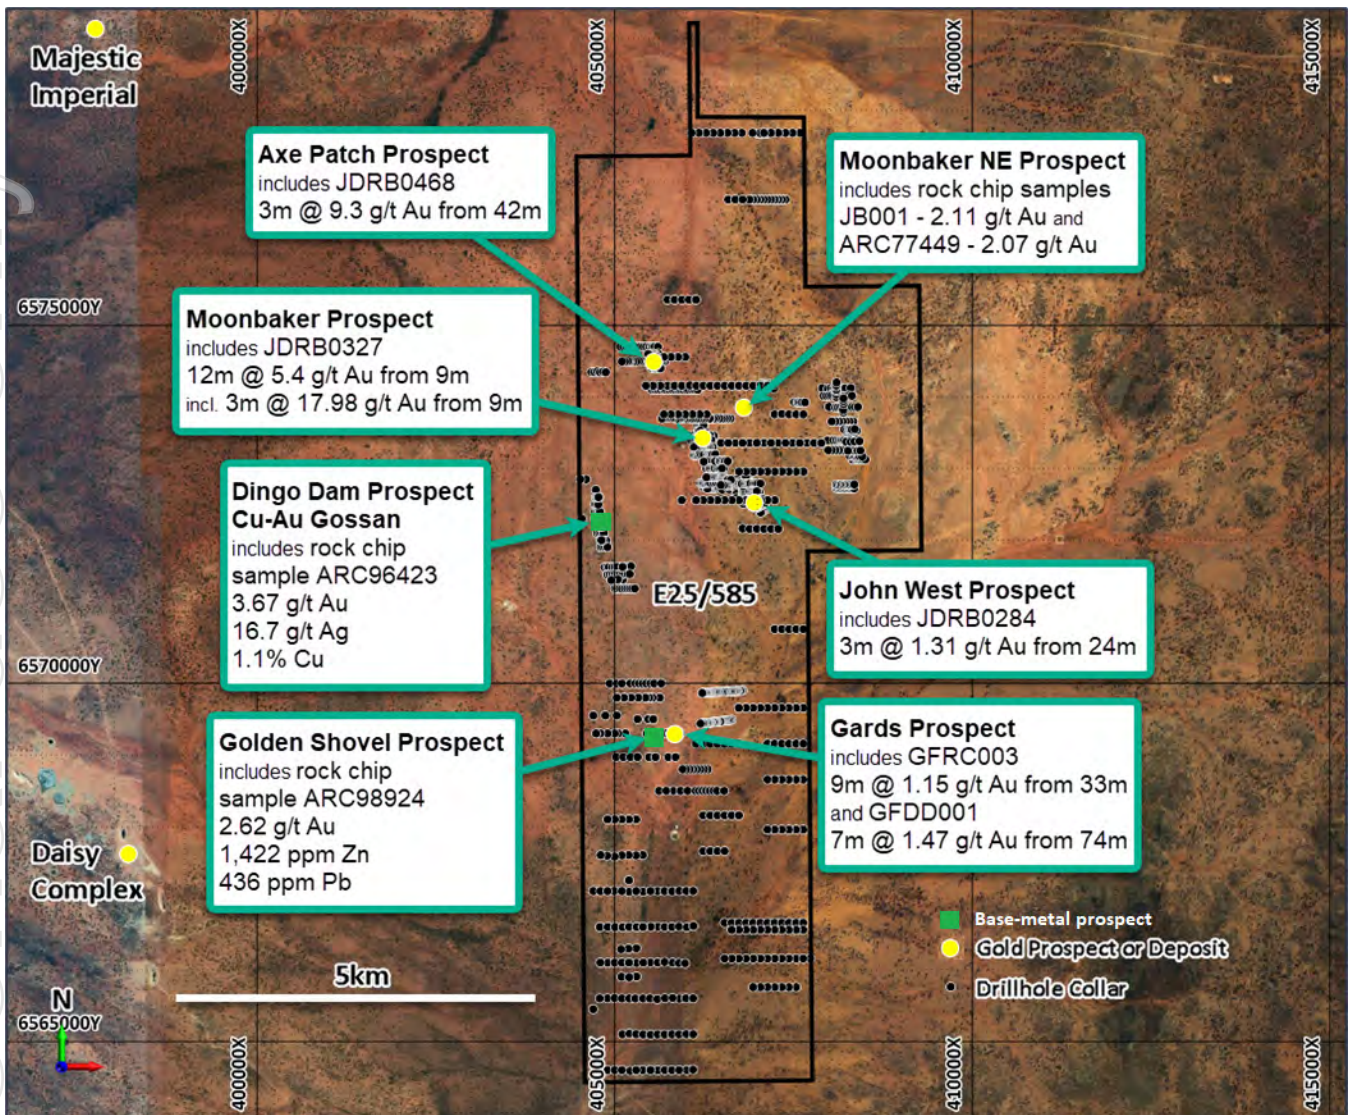 Majestic
Imperial
400000X
405000X
410000X
415000X
Axe Patch Prospect
includes JDRB0468
3m @ 9.3 g/t Au from 42m
Moonbaker NE Prospect
includes rock chip samples
JB001 - 2.11 g/t Au and
ARC77449 - 2.07 g/t Au
6575000Y
Moonbaker Prospect
includes JDRB0327
12m @ 5.4 g/t Au from 9m
incl. 3m @ 17.98 g/t Au from 9m
Dingo Dam Prospect
Cu-Au Gossan
includes rock chip
sample ARC96423
3.67 g/t Au
16.7 g/t Ag
1.1% Cu
E25/585
John West Prospect
includes JDRB0284
3m @ 1.31 g/t Au from 24m
6570000Y
Golden Shovel Prospect
includes rock chip
sample ARC98924
2.62 g/t Au
1,422 ppm Zn
436 ppm Pb
Gards Prospect
includes GFRC003
9m @ 1.15 g/t Au from 33m
and GFDD001
7m @ 1.47 g/t Au from 74m
Daisy
Complex
Base-metal prospect
Gold Prospect or Deposit
Drillhole Collar
5km
N
6565000Y
400000X
405000X
410000X
415000X